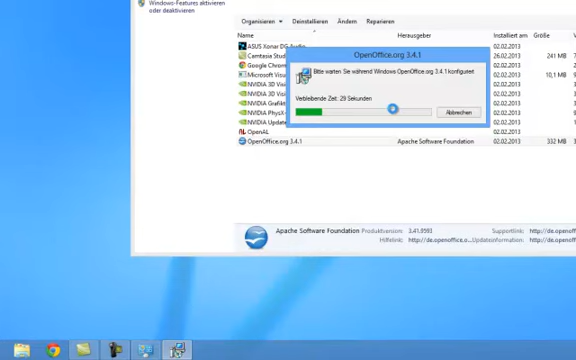 Windows-Features aktivieren
oder deaktivieren
Organisieren Deinstallieren Ändern Reparieren
Name Herausgeber Installiert am Größe
ASUS Xonar DG Audio 02.02.2013
Camtasia Stud 02.02.2013 241 MB
Google Chrom 02.02.2013
Microsoft Visua 02.02.2013 10,1 MB
NVIDIA 3D Vis 02.02.2013
NVIDIA 3D Visi 02.02.2013
NVIDIA Grafikt 02.02.2013
NVIDIA PhysX- 02.02.2013
NVIDIA Update 02.02.2013
OpenAL 02.02.2013
OpenOffice.org 3.4.1 Apache Software Foundation 02.02.2013 332 MB
OpenOffice.org 3.4.1
Bitte warten Sie während Windows OpenOffice.org 3.4.1 konfiguriert
Verbleibende Zeit: 29 Sekunden
Abbrechen
Apache Software Foundation Produktversion: 3.41.9593 Supportlink: http://de.openoffice.
Hilfelink: http://de.openoffice.o... Updateinformation: http://de.openoffice.